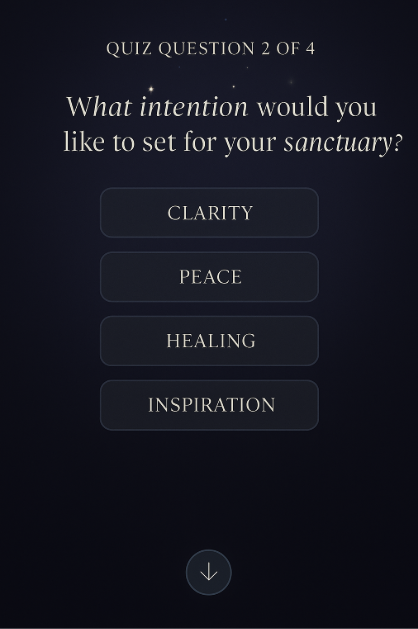 QUIZ QUESTION 2 OF 4
What intention would you
like to set for your sanctuary?
CLARITY
PEACE
HEALING
INSPIRATION